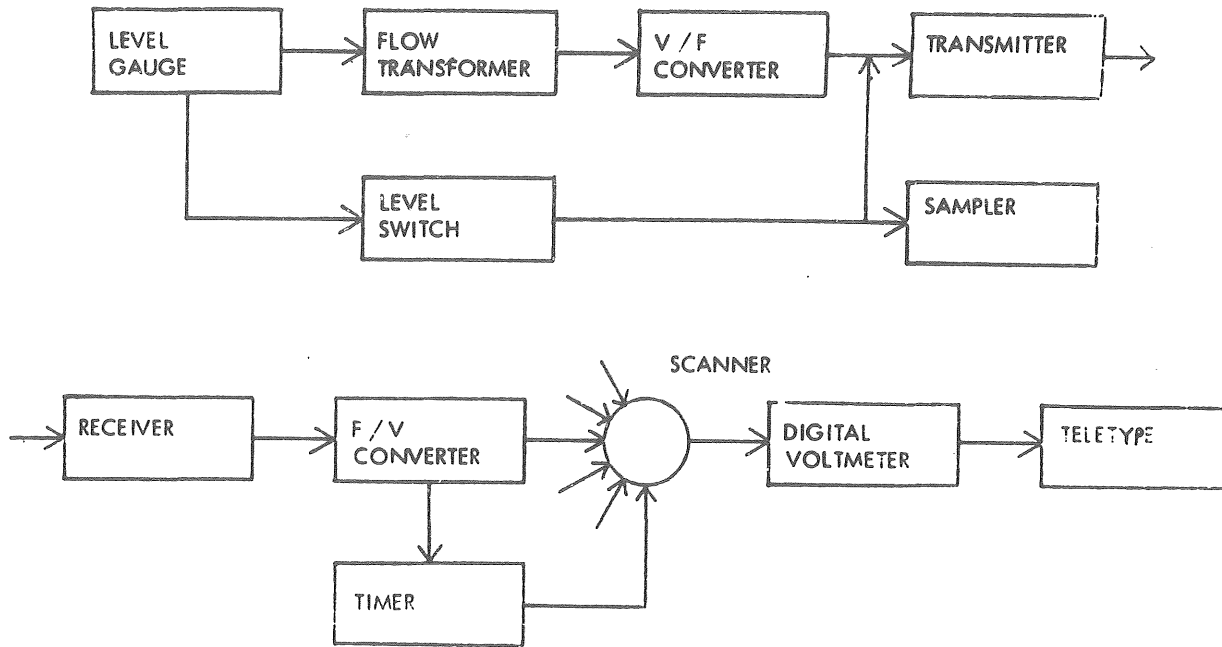 LEVEL
GAUGE
FLOW
TRANSFORMER
V/F
CONVERTER
TRANSMITTER
LEVEL
SWITCH
SAMPLER
SCANNER
RECEIVER
F/V
CONVERTER
DIGITAL
VOLTMETER
TELETYPE
TIMER